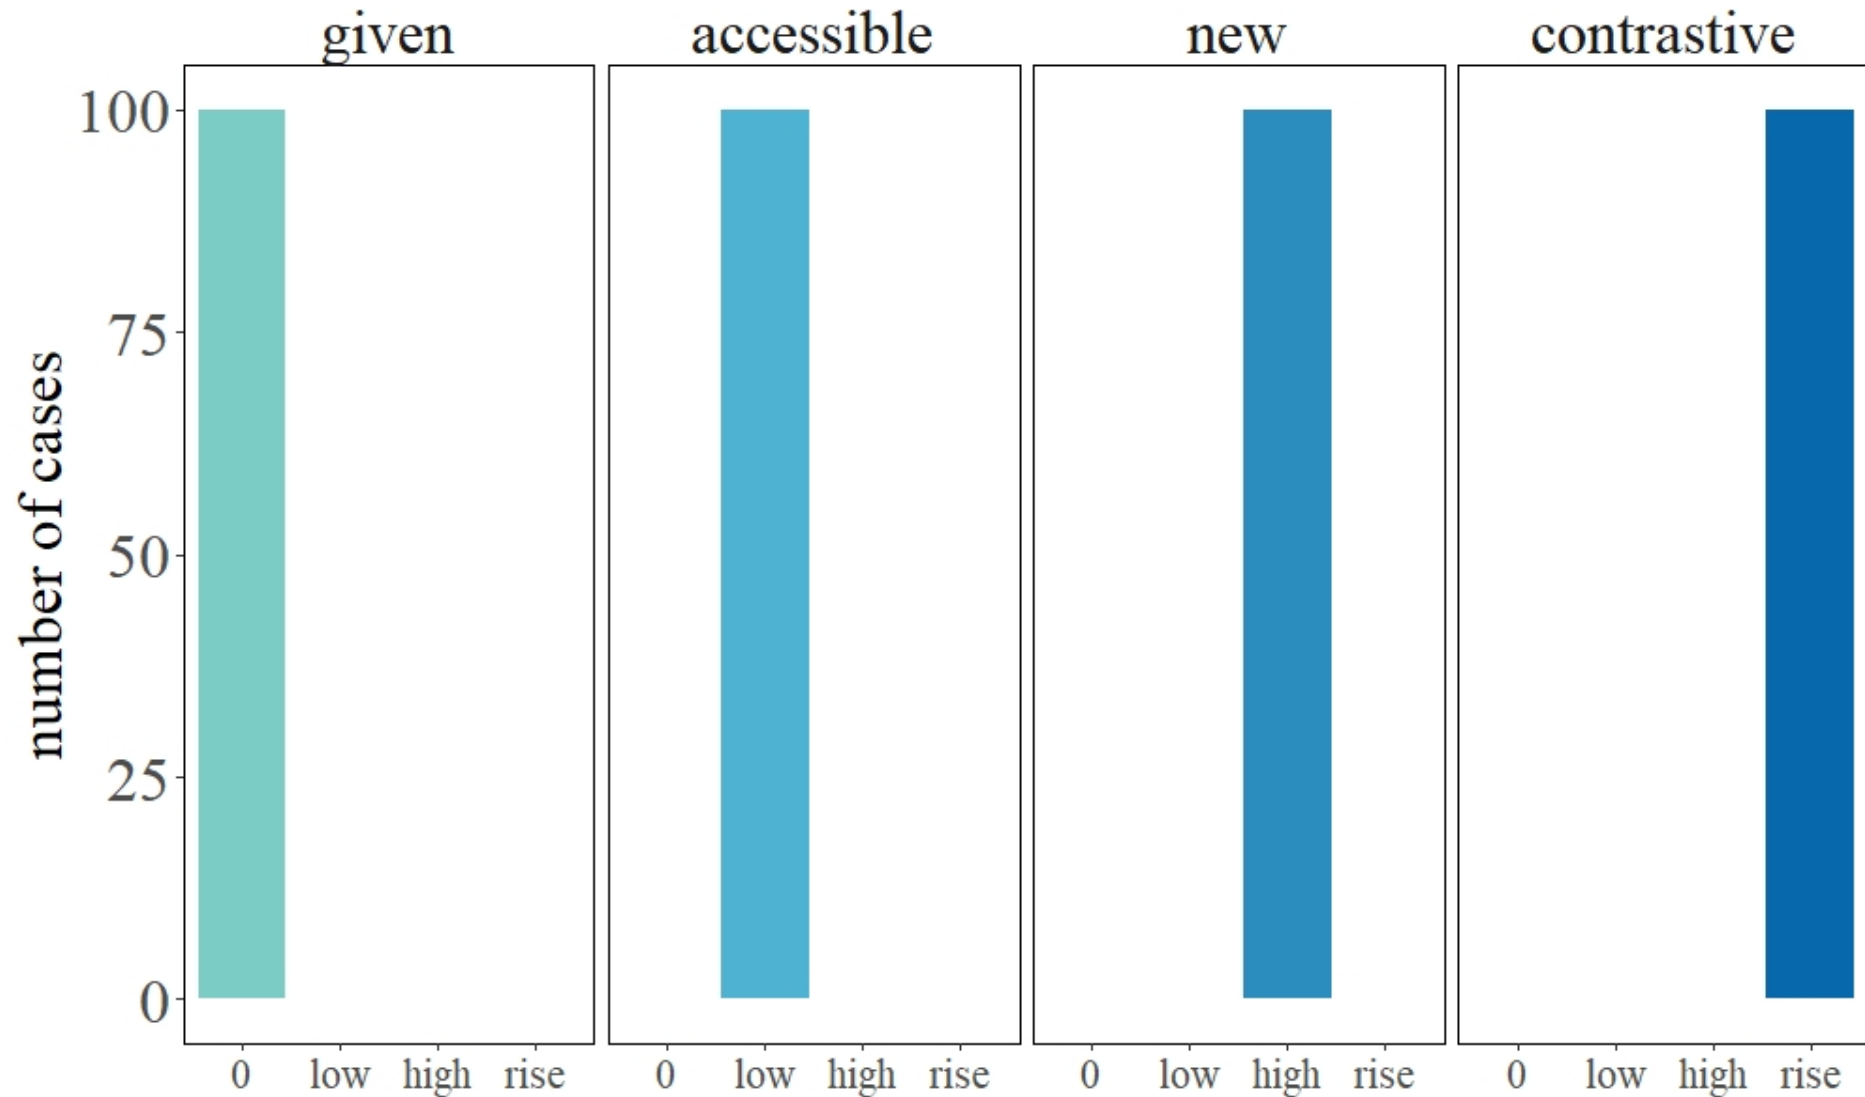 given accessible new contrastive
number of cases
100
75
50
25
0
0 low high rise 0 low high rise 0 low high rise 0 low high rise